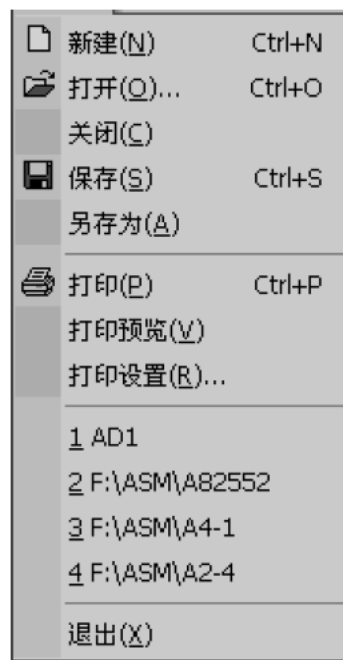 新建(N) Ctrl+N
打开(O)... Ctrl+O
关闭(C)
保存(S) Ctrl+S
另存为(A)
打印(P) Ctrl+P
打印预览(V)
打印设置(R)...
1 AD1
2 F:\ASM\A82552
3 F:\ASM\A4-1
4 F:\ASM\A2-4
退出(X)